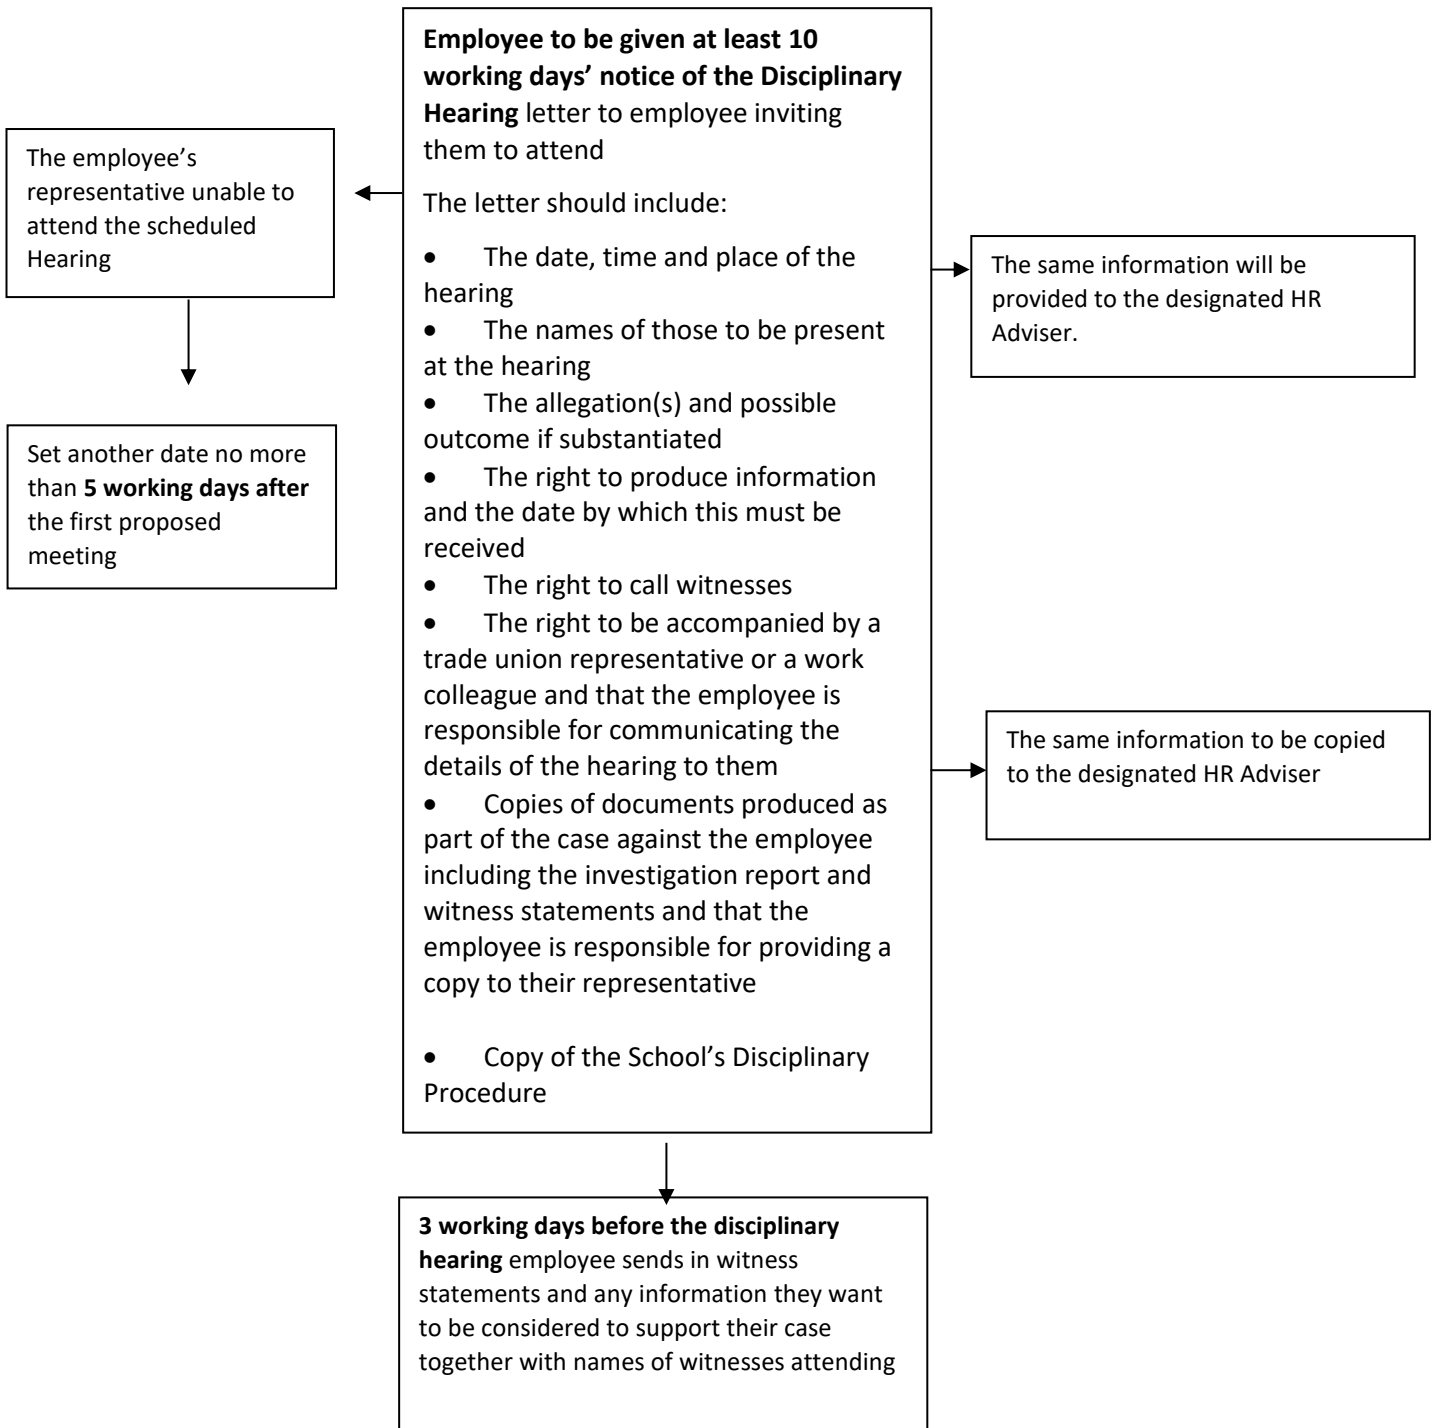 Employee to be given at least 10
working days’ notice of the Disciplinary
Hearing letter to employee inviting
them to attend
The letter should include:
• The date, time and place of the
hearing
• The names of those to be present
at the hearing
• The allegation(s) and possible
outcome if substantiated
• The right to produce information
and the date by which this must be
received
• The right to call witnesses
• The right to be accompanied by a
trade union representative or a work
colleague and that the employee is
responsible for communicating the
details of the hearing to them
• Copies of documents produced as
part of the case against the employee
including the investigation report and
witness statements and that the
employee is responsible for providing a
copy to their representative
• Copy of the School’s Disciplinary
Procedure
The employee’s
representative unable to
attend the scheduled
Hearing
Set another date no more
than 5 working days after
the first proposed
meeting
The same information will be
provided to the designated HR
Adviser.
The same information to be copied
to the designated HR Adviser
3 working days before the disciplinary
hearing employee sends in witness
statements and any information they want
to be considered to support their case
together with names of witnesses attending